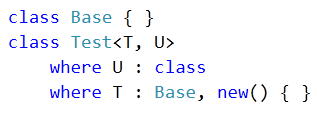 class Base { }
class Test<T, U>
    where U : class
    where T : Base, new() { }